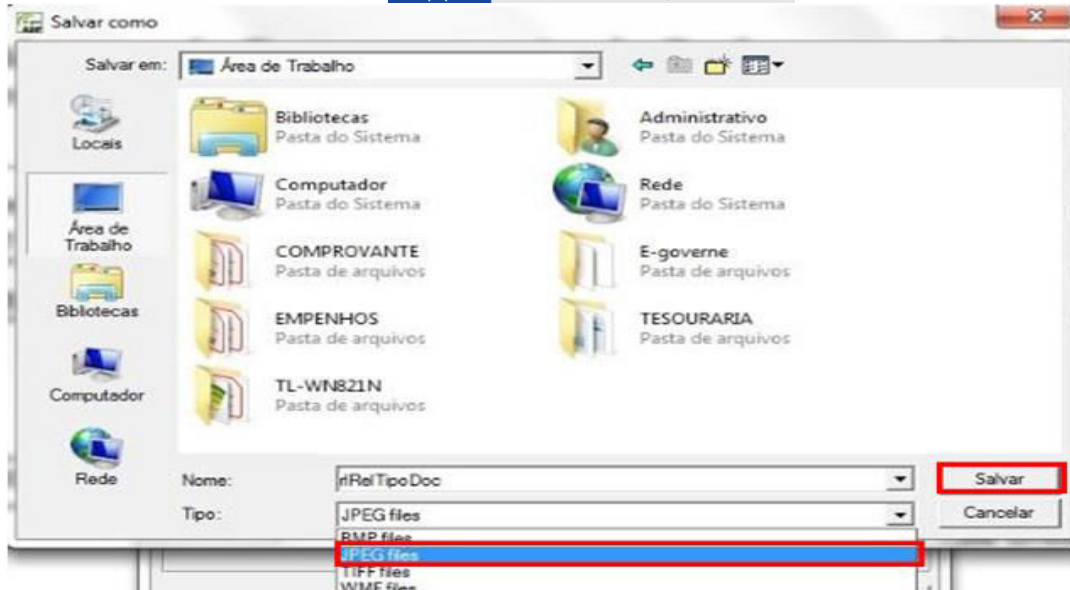 Salvar como
Salvar em:
Área de Trabalho
Locais
Área de
Trabalho
Bibliotecas
Computador
Rede
Bibliotecas
Pasta do Sistema
Administrativo
Pasta do Sistema
Computador
Pasta do Sistema
Rede
Pasta do Sistema
COMPROVANTE
Pasta de arquivos
E-governe
Pasta de arquivos
EMPENHOS
Pasta de arquivos
TESOURARIA
Pasta de arquivos
TL-WN821N
Pasta de arquivos
Nome:
rlRelTipoDoc
Salvar
Tipo:
JPEG files
Cancelar
BMP files
JPEG files
TIFF files
WMF files